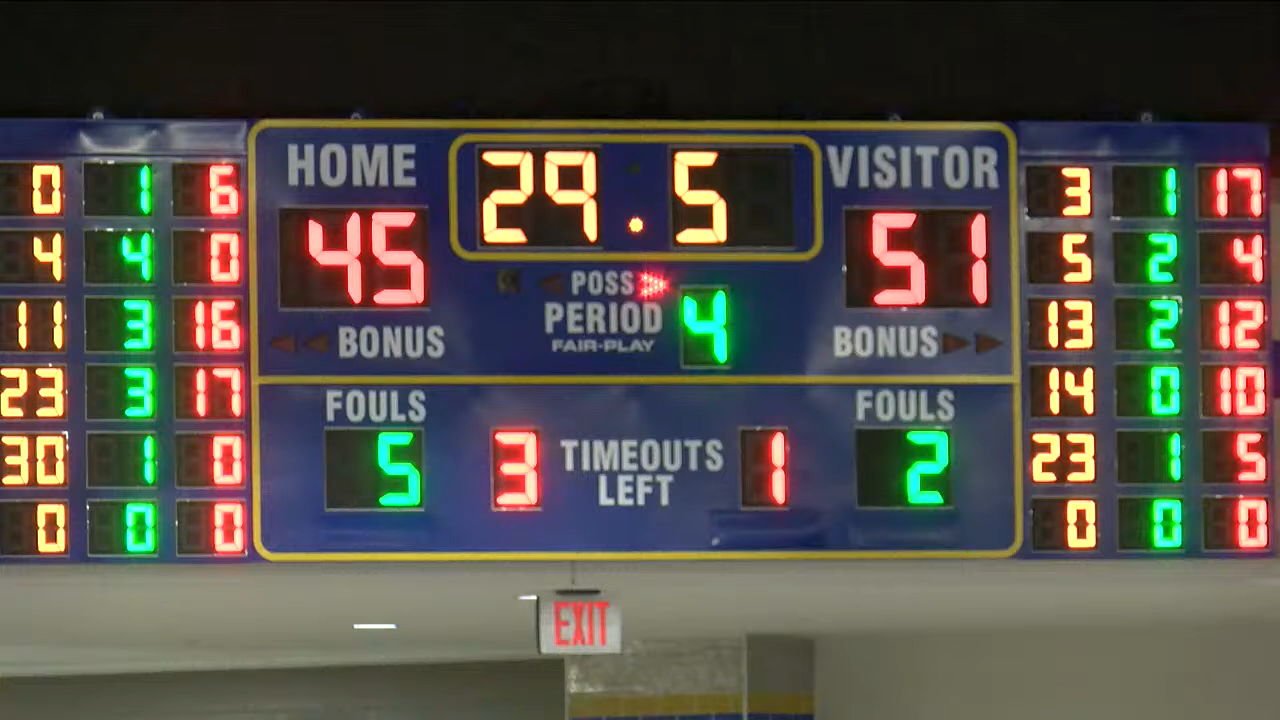 HOME 29.5 VISITOR
45 51
POSS
PERIOD 4
FAIR-PLAY
BONUS BONUS
FOULS FOULS
5 3 TIMEOUTS LEFT 1 2
0 1 6
4 4 0
11 3 16
23 3 17
30 1 0
0 0 0
3 1 17
5 2 4
13 2 12
14 0 10
23 1 5
0 0 0
EXIT